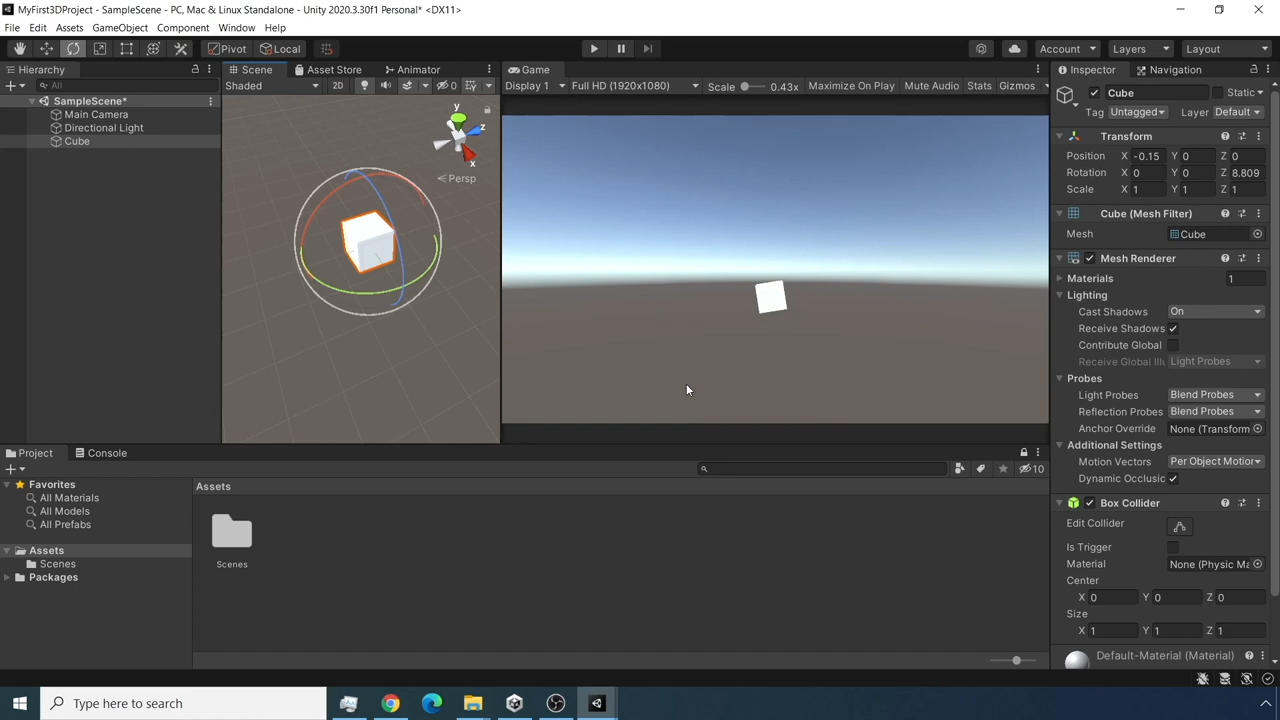 MyFirst3DProject - SampleScene - PC, Mac & Linux Standalone - Unity 2020.3.30f1 Personal* <DX11>
File Edit Assets GameObject Component Window Help
Pivot Local Account Layers Layout
Hierarchy Scene Asset Store Animator Game Inspector Navigation
All Shaded 2D 0 Display 1 Full HD (1920x1080) Scale 0.43x Maximize On Play Mute Audio Stats Gizmos
SampleScene*
Main Camera
Directional Light
Cube
y
z
x
Persp
Cube Static
Tag Untagged Layer Default
Transform
Position X -0.15 Y 0 Z 0
Rotation X 0 Y 0 Z 8.809
Scale X 1 Y 1 Z 1
Cube (Mesh Filter)
Mesh Cube
Mesh Renderer
Materials 1
Lighting
Cast Shadows On
Receive Shadows
Contribute Global
Receive Global Illu Light Probes
Probes
Light Probes Blend Probes
Reflection Probes Blend Probes
Anchor Override None (Transform
Additional Settings
Motion Vectors Per Object Motion
Dynamic Occlusic
Box Collider
Edit Collider
Is Trigger
Material None (Physic Ma
Center
X 0 Y 0 Z 0
Size
X 1 Y 1 Z 1
Default-Material (Material)
Project Console
10
Favorites
All Materials
All Models
All Prefabs
Assets
Scenes
Packages
Assets
Scenes
Type here to search